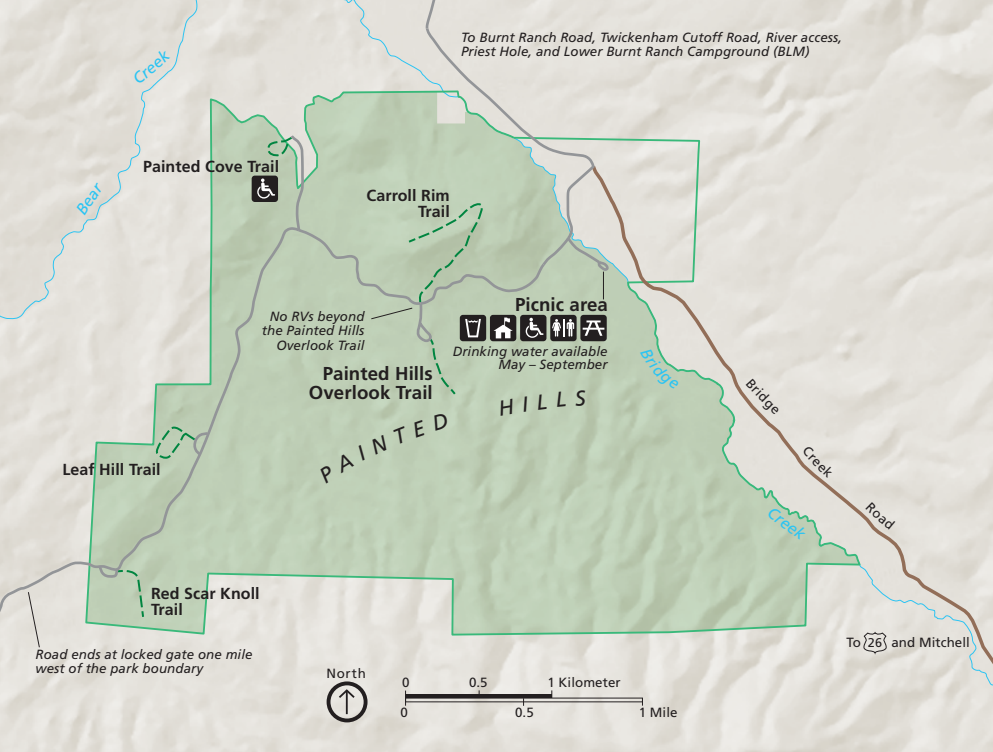 To Burnt Ranch Road, Twickenham Cutoff Road, River access,
Priest Hole, and Lower Burnt Ranch Campground (BLM)
Creek
Bear
Painted Cove Trail
Carroll Rim
Trail
No RVs beyond
the Painted Hills
Overlook Trail
Picnic area
Drinking water available
May – September
Painted Hills
Overlook Trail
PAINTED HILLS
Bridge
Creek
Bridge
Creek
Road
Leaf Hill Trail
Red Scar Knoll
Trail
Road ends at locked gate one mile
west of the park boundary
To 26 and Mitchell
North
0 0.5 1 Kilometer
0 0.5 1 Mile